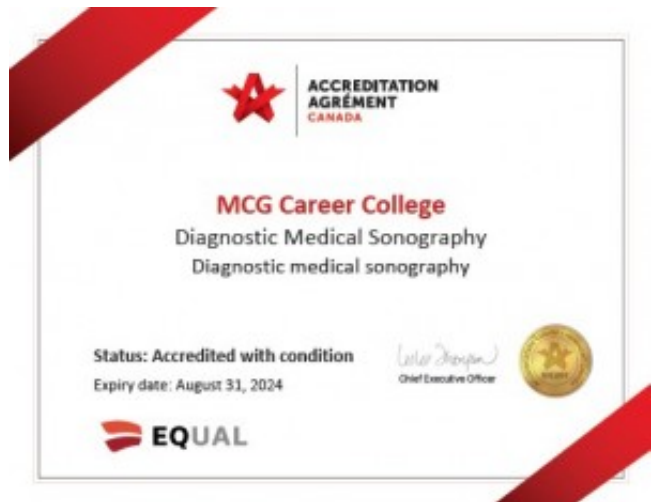 ACCREDITATION
AGRÉMENT
CANADA
MCG Career College
Diagnostic Medical Sonography
Diagnostic medical sonography
Status: Accredited with condition
Expiry date: August 31, 2024
Chief Executive Officer
EQUAL